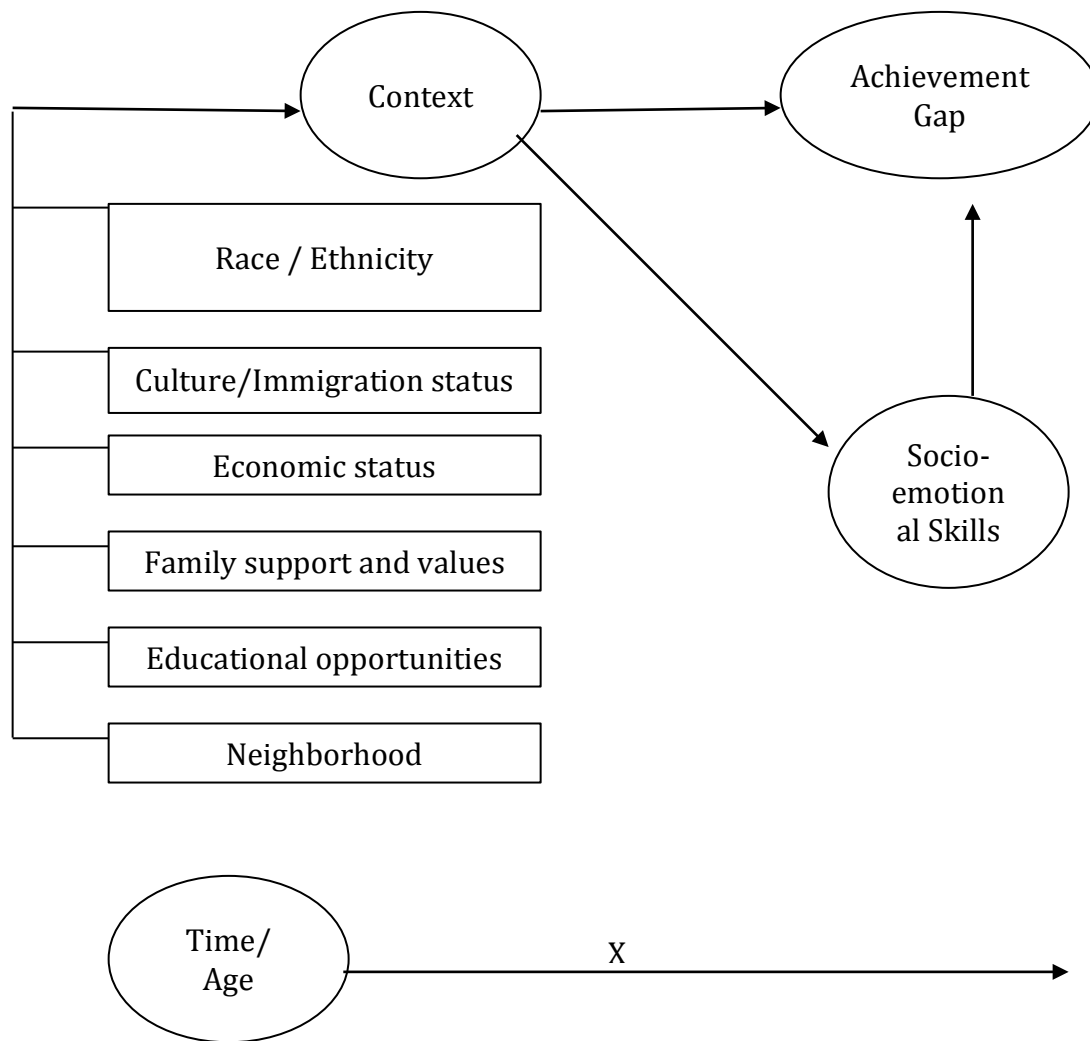 Context
Achievement
Gap
Race / Ethnicity
Culture/Immigration status
Economic status
Family support and values
Educational opportunities
Neighborhood
Socio-
emotion
al Skills
Time/
Age
X